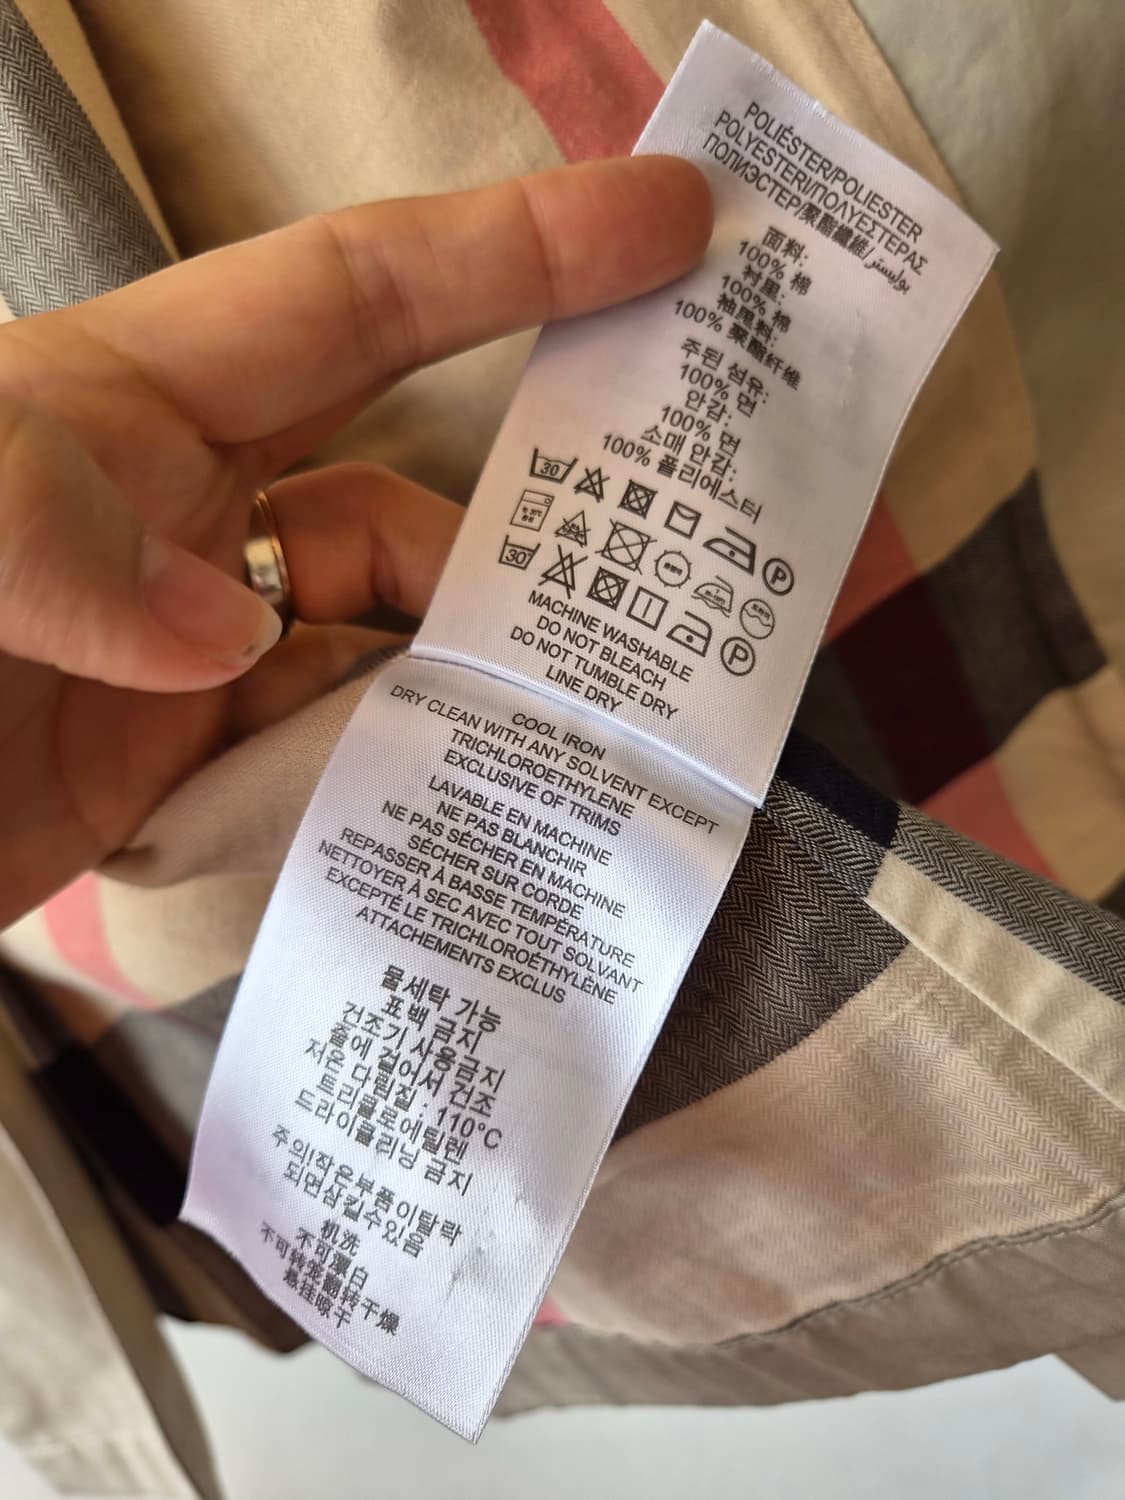 POLIÉSTER/POLIESTER
POLYESTERI/ΠΟΛΥΕΣΤΕΡΑΣ
ПОЛИЭСТЕР/聚酯纖維/بوليستر
面料:
100% 棉
衬里:
100% 棉
袖里料:
100% 聚酯纤维
주된 섬유:
100% 면
안감:
100% 면
소매 안감:
100% 폴리에스터
30 P
30 P
MACHINE WASHABLE
DO NOT BLEACH
DO NOT TUMBLE DRY
LINE DRY
COOL IRON
DRY CLEAN WITH ANY SOLVENT EXCEPT
TRICHLOROETHYLENE
EXCLUSIVE OF TRIMS
LAVABLE EN MACHINE
NE PAS BLANCHIR
NE PAS SÉCHER EN MACHINE
SÉCHER SUR CORDE
REPASSER À BASSE TEMPÉRATURE
NETTOYER À SEC AVEC TOUT SOLVANT
EXCEPTÉ LE TRICHLOROÉTHYLÈNE
ATTACHEMENTS EXCLUS
물세탁 가능
표백 금지
건조기 사용금지
줄에 걸어서 건조
저온 다림질 : 110°C
트리클로에틸렌
드라이클리닝 금지
주의!작은부품이탈락
되면삼킬수있음
机洗
不可漂白
不可转笼翻转干燥
悬挂晾干